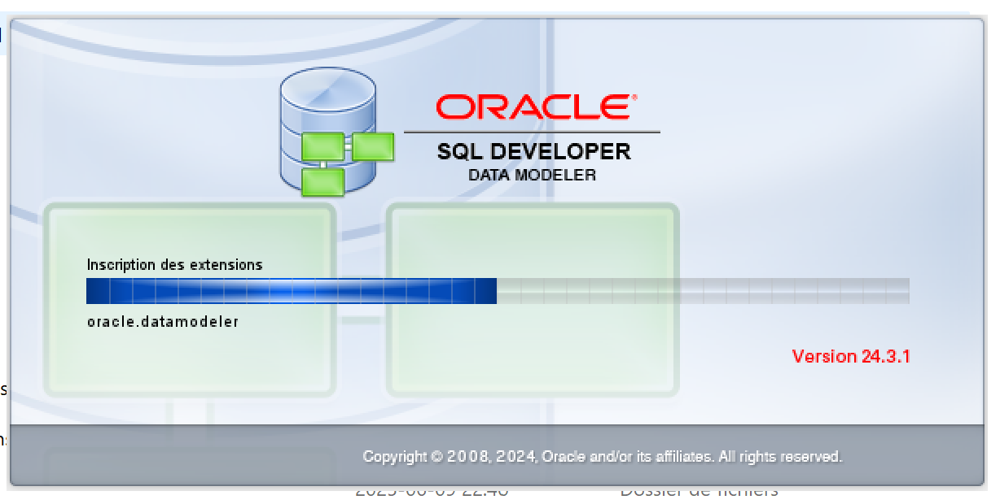 ORACLE®
SQL DEVELOPER
DATA MODELER
Inscription des extensions
oracle.datamodeler
Version 24.3.1
Copyright © 2008, 2024, Oracle and/or its affiliates. All rights reserved.
Dossier de fichiers